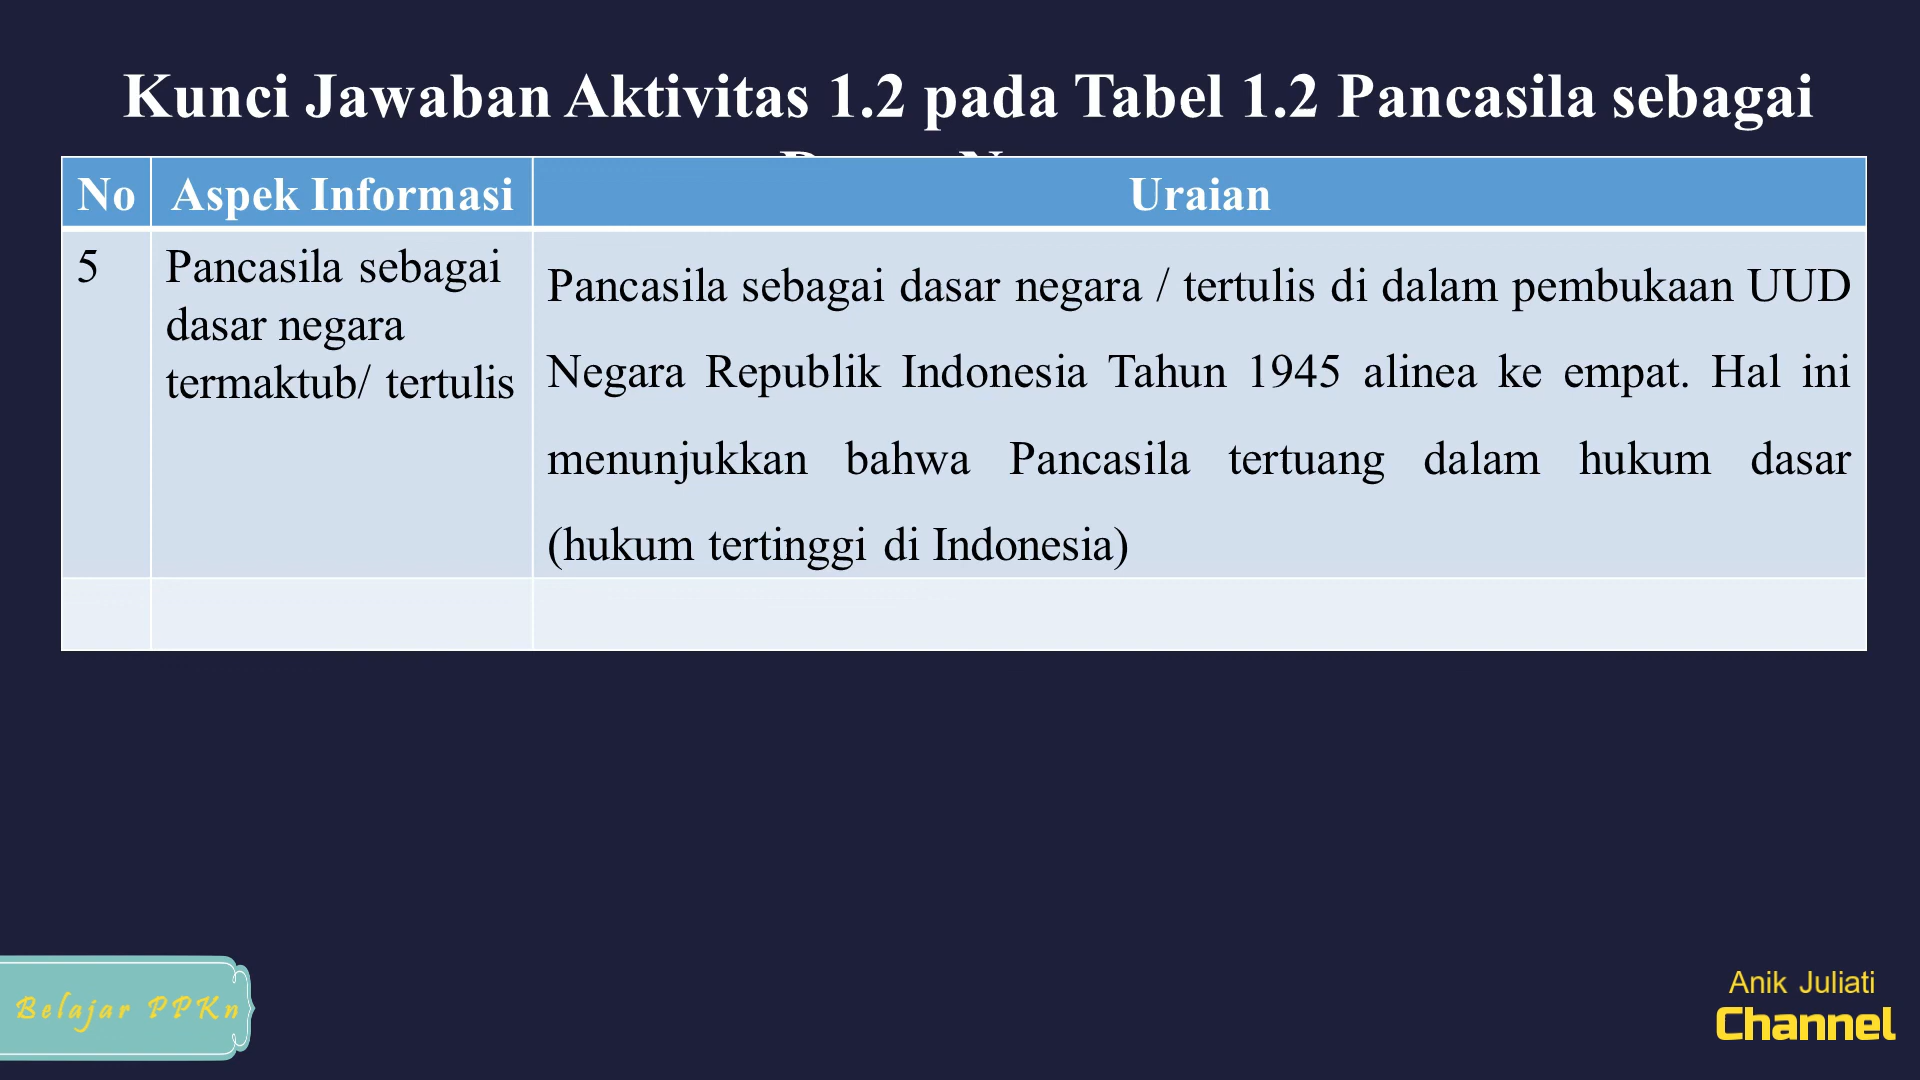 Kunci Jawaban Aktivitas 1.2 pada Tabel 1.2 Pancasila sebagai
No
Aspek Informasi
Uraian
5
Pancasila sebagai
dasar negara
termaktub/ tertulis
Pancasila sebagai dasar negara / tertulis di dalam pembukaan UUD
Negara Republik Indonesia Tahun 1945 alinea ke empat. Hal ini
menunjukkan bahwa Pancasila tertuang dalam hukum dasar
(hukum tertinggi di Indonesia)
Belajar PPKn
Anik Juliati
Channel